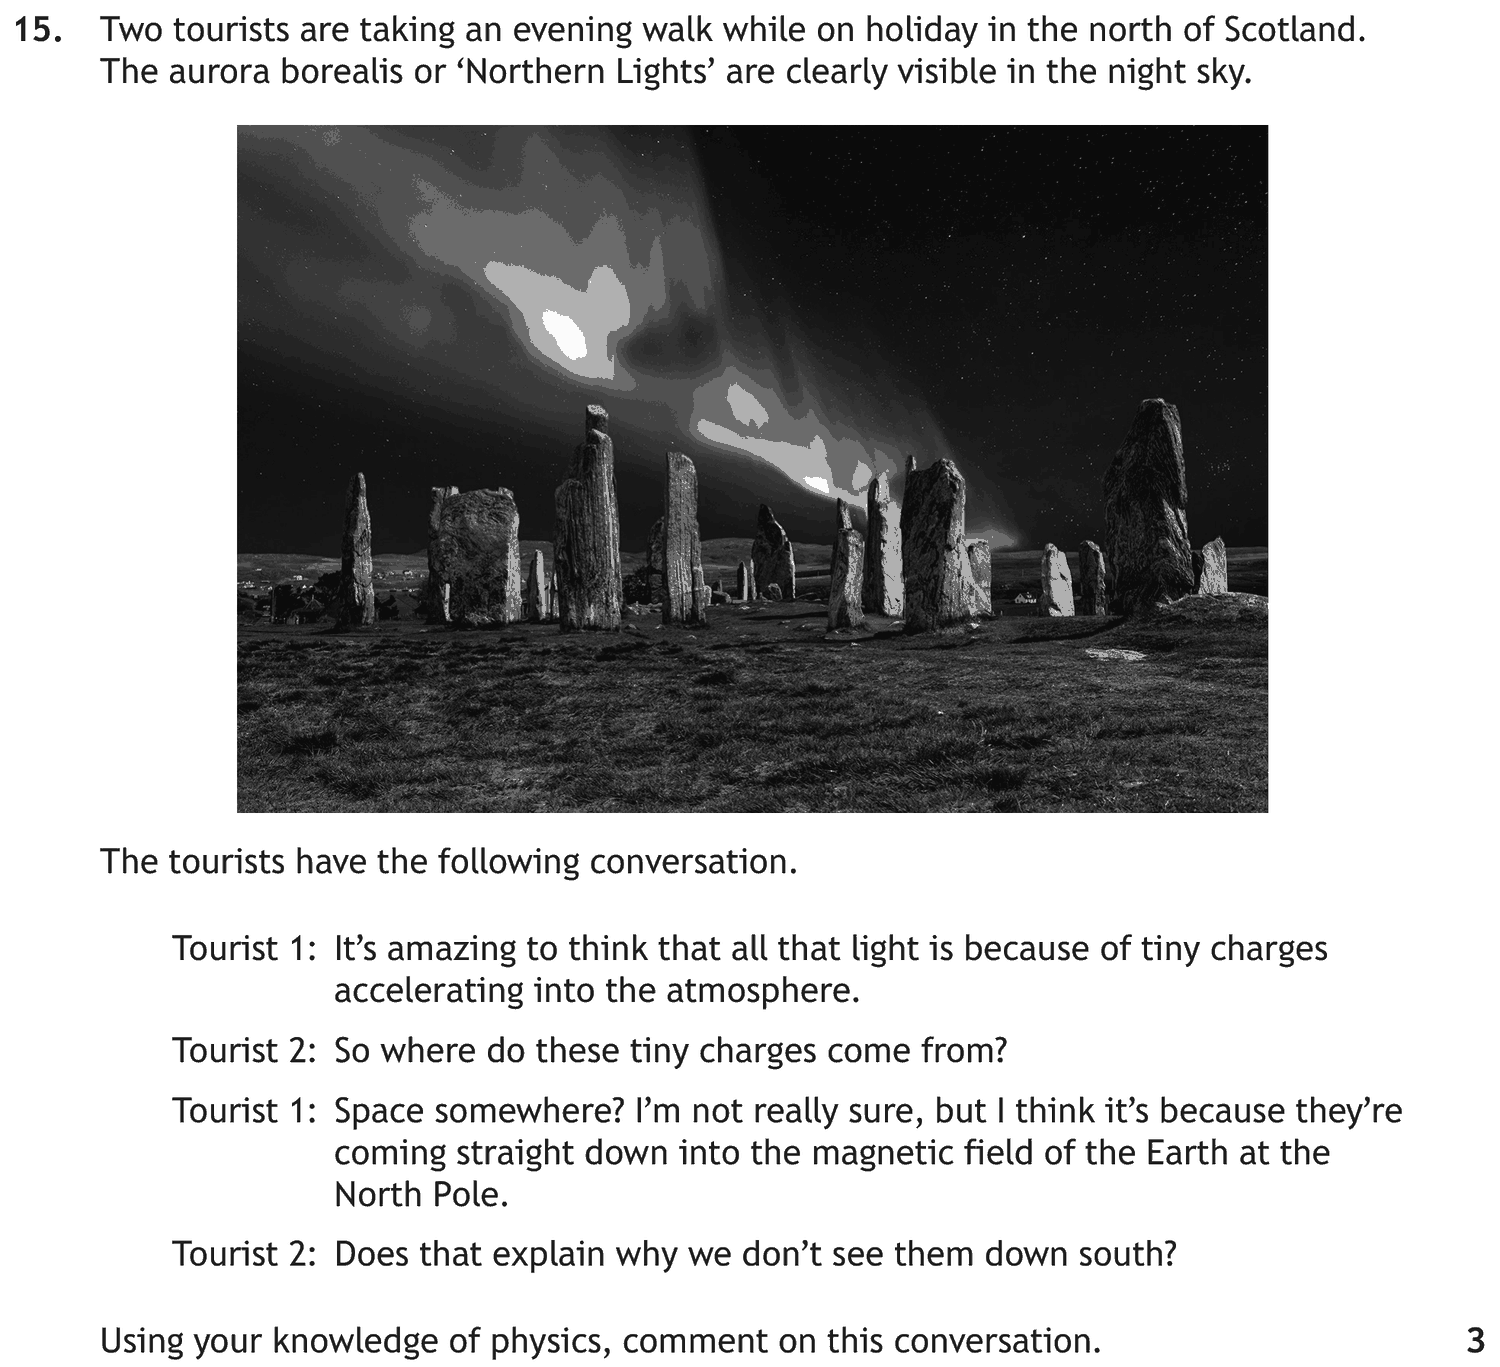 15. Two tourists are taking an evening walk while on holiday in the north of Scotland.
The aurora borealis or ‘Northern Lights’ are clearly visible in the night sky.
The tourists have the following conversation.
Tourist 1: It’s amazing to think that all that light is because of tiny charges
accelerating into the atmosphere.
Tourist 2: So where do these tiny charges come from?
Tourist 1: Space somewhere? I’m not really sure, but I think it’s because they’re
coming straight down into the magnetic field of the Earth at the
North Pole.
Tourist 2: Does that explain why we don’t see them down south?
Using your knowledge of physics, comment on this conversation. 3